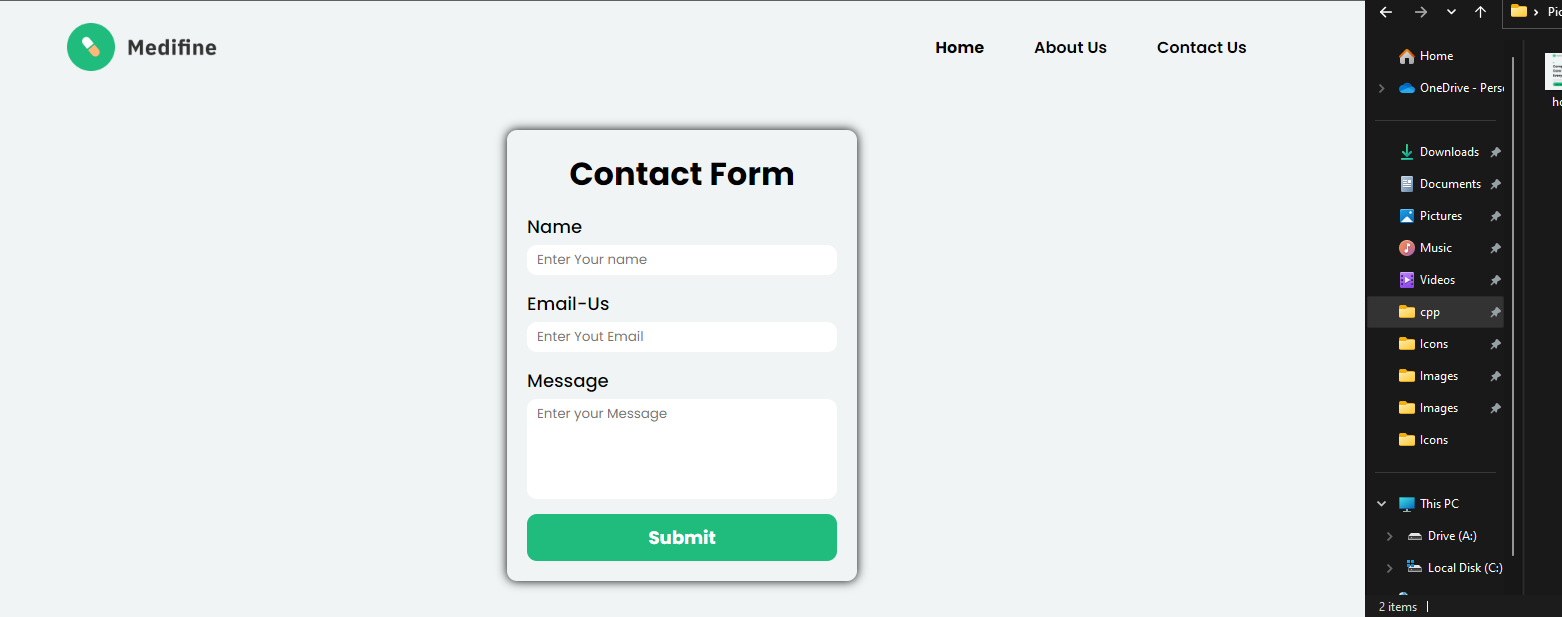 Medifine
Home About Us Contact Us
Contact Form
Name
Enter Your name
Email-Us
Enter Yout Email
Message
Enter your Message
Submit
Home
OneDrive - Pers
Downloads
Documents
Pictures
Music
Videos
cpp
Icons
Images
Images
Icons
This PC
Drive (A:)
Local Disk (C:)
2 items